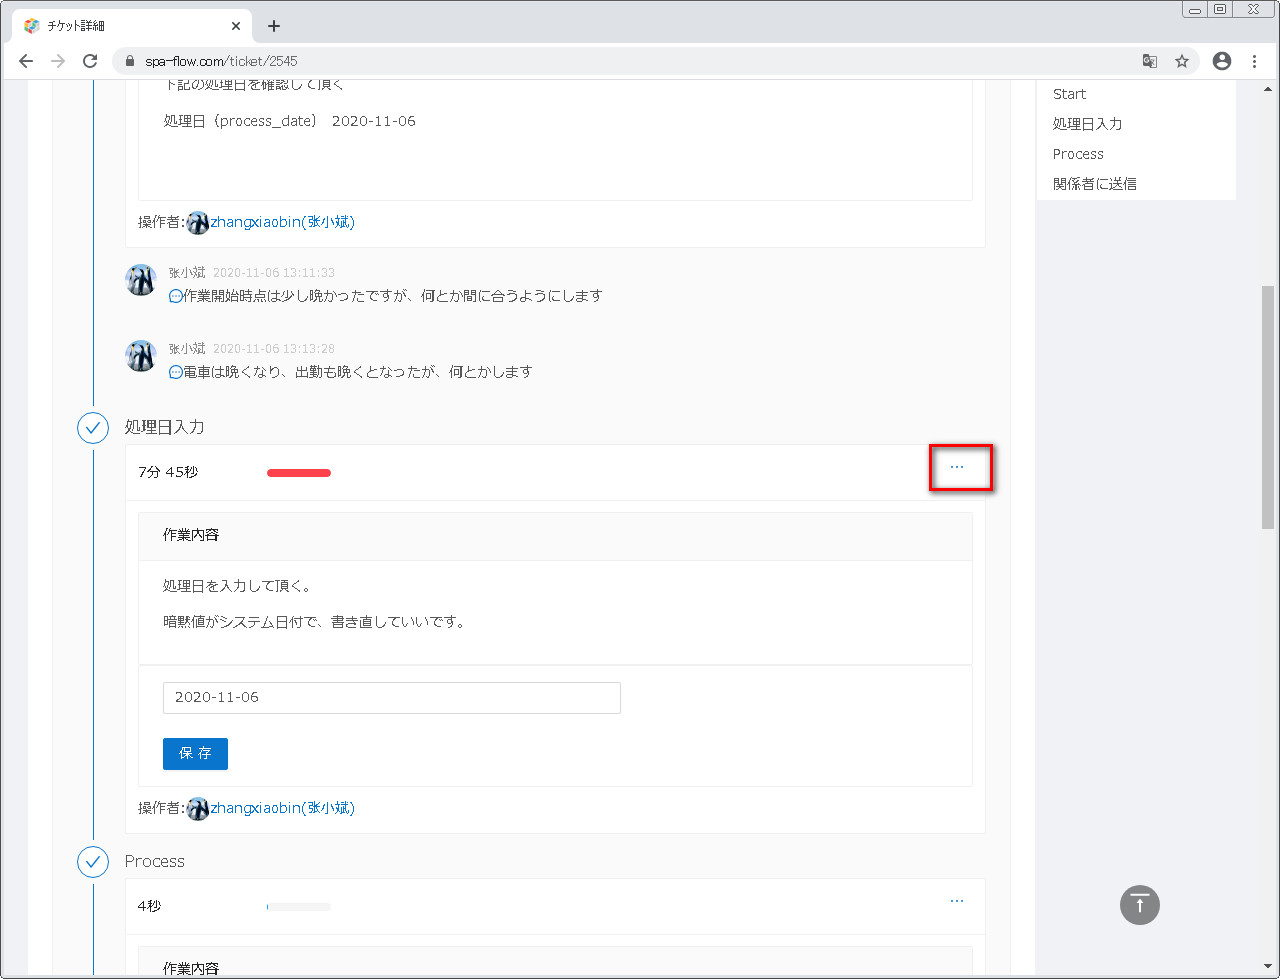 チケット詳細
spa-flow.com/ticket/2545
下記の処理日を確認して頂く
処理日（process_date） 2020-11-06
操作者:zhangxiaobin(张小斌)
张小斌 2020-11-06 13:11:33
作業開始時点は少し晩かったですが、何とか間に合うようにします
张小斌 2020-11-06 13:13:28
電車は晩くなり、出勤も晩くとなったが、何とかします
処理日入力
7分 45秒
作業内容
処理日を入力して頂く。
暗黙値がシステム日付で、書き直していいです。
2020-11-06
保 存
操作者:zhangxiaobin(张小斌)
Process
4秒
作業内容
Start
処理日入力
Process
関係者に送信